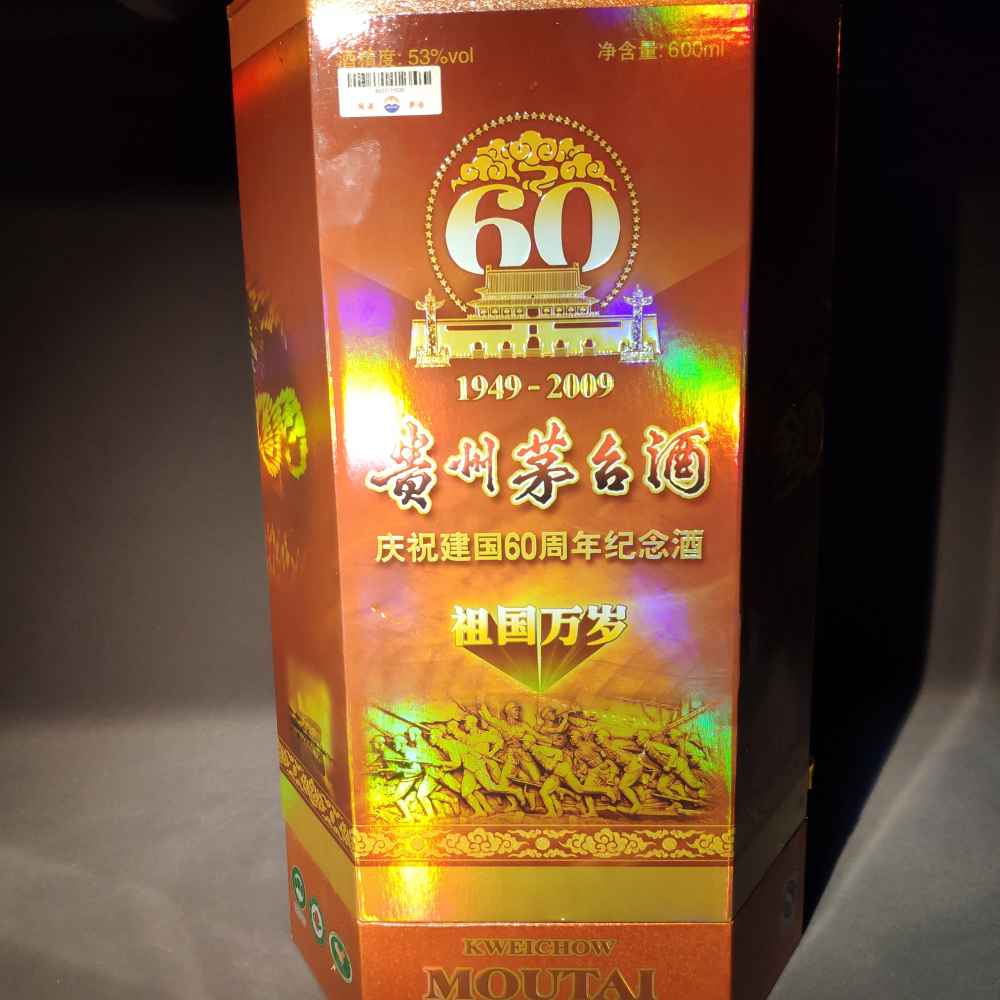 酒精度: 53%vol
净含量: 600ml
60
1949-2009
贵州茅台酒
庆祝建国60周年纪念酒
祖国万岁
KWEICHOW
MOUTAI